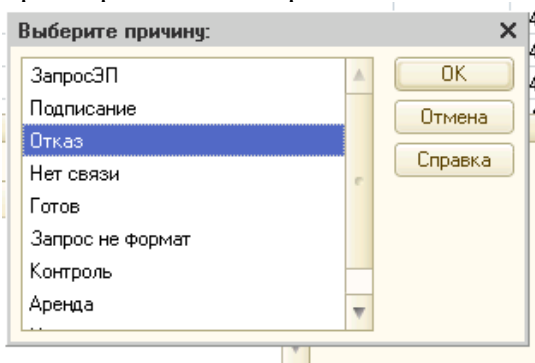 Выберите причину:
ЗапросЭП
Подписание
Отказ
Нет связи
Готов
Запрос не формат
Контроль
Аренда
OK
Отмена
Справка